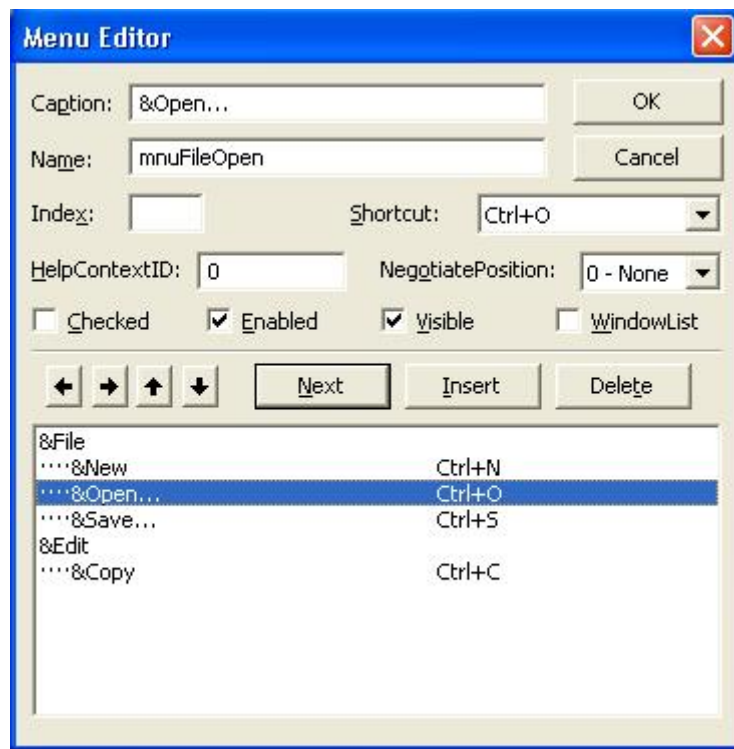 Menu Editor
Caption: &Open...
OK
Name: mnuFileOpen
Cancel
Index: Shortcut: Ctrl+O
HelpContextID: 0 NegotiatePosition: 0 - None
Checked Enabled Visible WindowList
Next Insert Delete
&File
····&New Ctrl+N
····&Open... Ctrl+O
····&Save... Ctrl+S
&Edit
····&Copy Ctrl+C